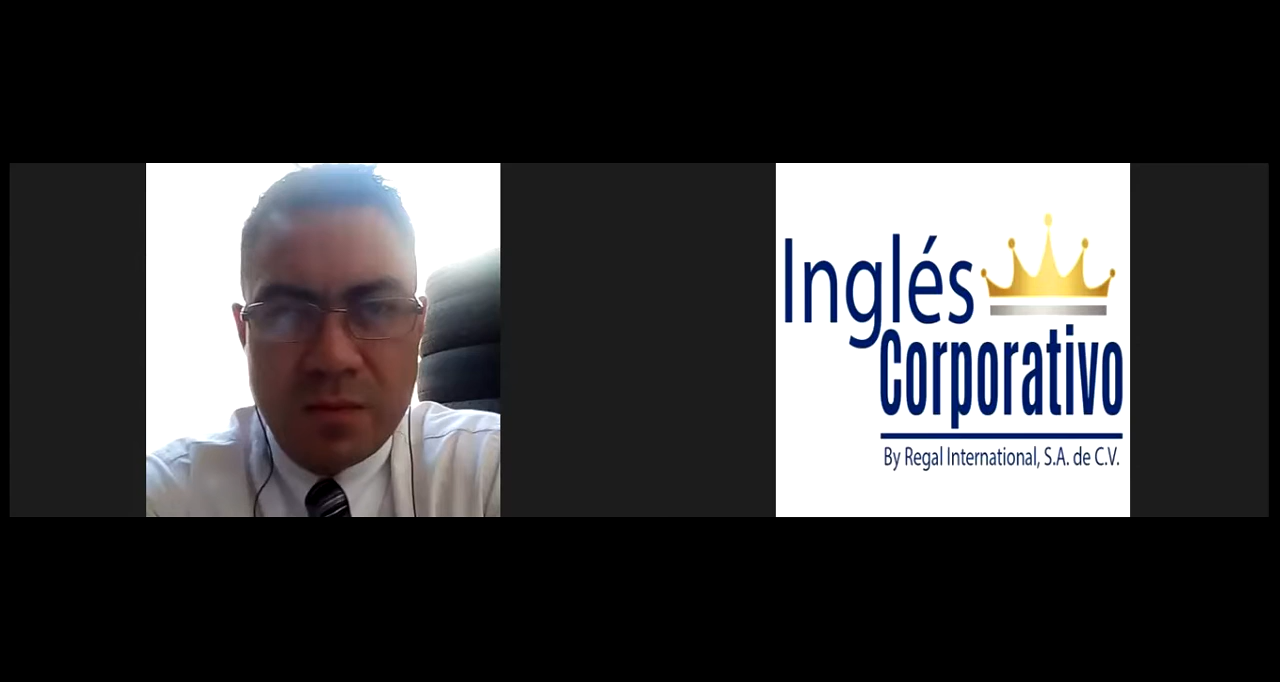 Inglés
Corporativo
By Regal International, S.A. de C.V.